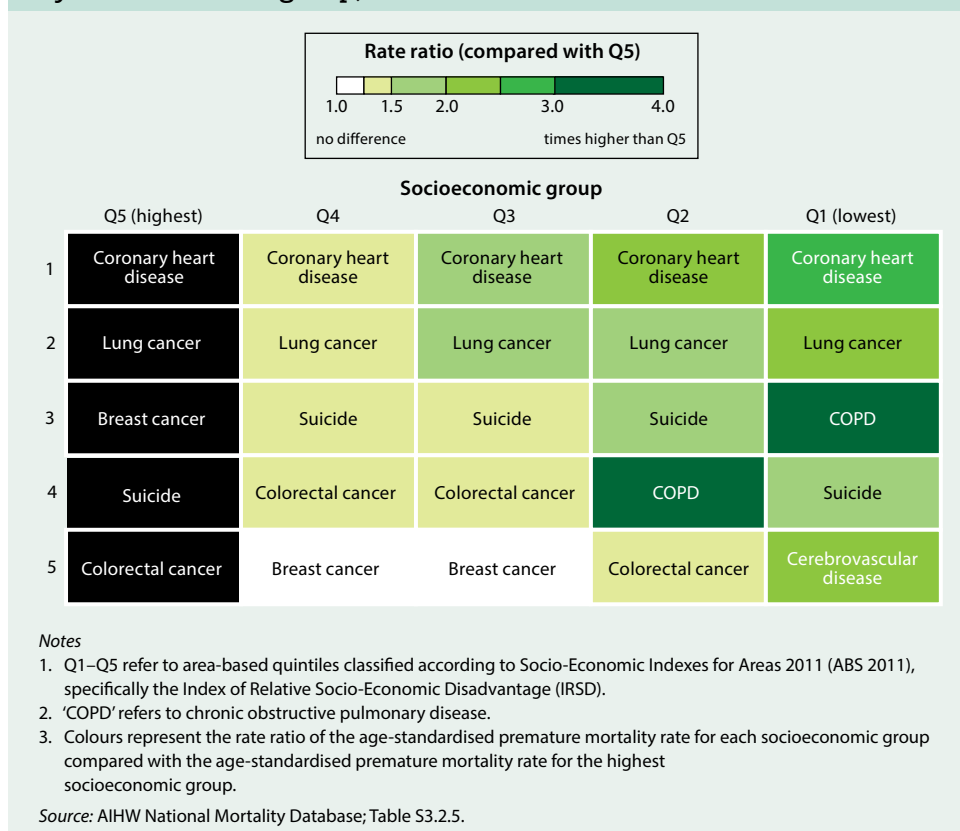 Rate ratio (compared with Q5)
1.0 1.5 2.0 3.0 4.0
no difference times higher than Q5
Socioeconomic group
Q5 (highest) Q4 Q3 Q2 Q1 (lowest)
1 Coronary heart disease Coronary heart disease Coronary heart disease Coronary heart disease Coronary heart disease
2 Lung cancer Lung cancer Lung cancer Lung cancer Lung cancer
3 Breast cancer Suicide Suicide Suicide COPD
4 Suicide Colorectal cancer Colorectal cancer COPD Suicide
5 Colorectal cancer Breast cancer Breast cancer Colorectal cancer Cerebrovascular disease
Notes
1. Q1–Q5 refer to area-based quintiles classified according to Socio-Economic Indexes for Areas 2011 (ABS 2011),
specifically the Index of Relative Socio-Economic Disadvantage (IRSD).
2. ‘COPD’ refers to chronic obstructive pulmonary disease.
3. Colours represent the rate ratio of the age-standardised premature mortality rate for each socioeconomic group
compared with the age-standardised premature mortality rate for the highest
socioeconomic group.
Source: AIHW National Mortality Database; Table S3.2.5.